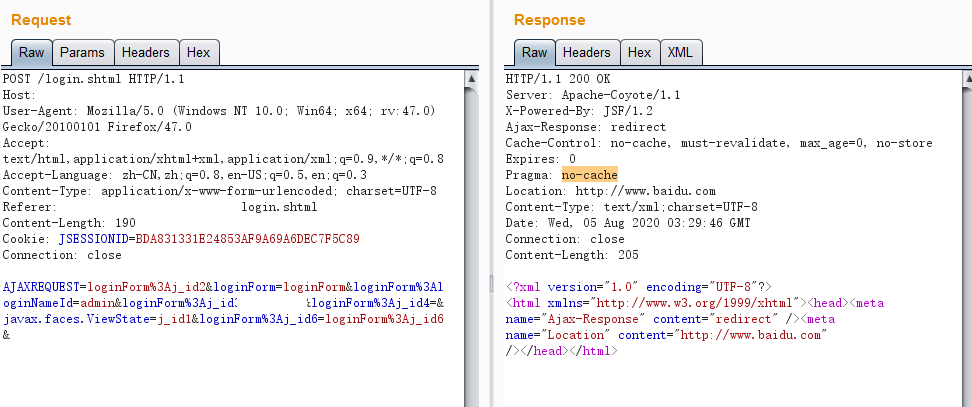 Request
Raw Params Headers Hex
POST /login.shtml HTTP/1.1
Host:
User-Agent: Mozilla/5.0 (Windows NT 10.0; Win64; x64; rv:47.0)
Gecko/20100101 Firefox/47.0
Accept:
text/html,application/xhtml+xml,application/xml;q=0.9,*/*;q=0.8
Accept-Language: zh-CN,zh;q=0.8,en-US;q=0.5,en;q=0.3
Content-Type: application/x-www-form-urlencoded; charset=UTF-8
Referer: login.shtml
Content-Length: 190
Cookie: JSESSIONID=BDA831331E24853AF9A69A6DEC7F5C89
Connection: close
AJAXREQUEST=loginForm%3Aj_id2&loginForm=loginForm&loginForm%3Al
oginNameId=admin&loginForm%3Aj_id &loginForm%3Aj_id4=&
javax.faces.ViewState=j_id1&loginForm%3Aj_id6=loginForm%3Aj_id6
&
Response
Raw Headers Hex XML
HTTP/1.1 200 OK
Server: Apache-Coyote/1.1
X-Powered-By: JSF/1.2
Ajax-Response: redirect
Cache-Control: no-cache, must-revalidate, max_age=0, no-store
Expires: 0
Pragma: no-cache
Location: http://www.baidu.com
Content-Type: text/xml;charset=UTF-8
Date: Wed, 05 Aug 2020 03:29:46 GMT
Connection: close
Content-Length: 205
<?xml version="1.0" encoding="UTF-8"?>
<html xmlns="http://www.w3.org/1999/xhtml"><head><meta
name="Ajax-Response" content="redirect" /><meta
name="Location" content="http://www.baidu.com"
/></head></html>